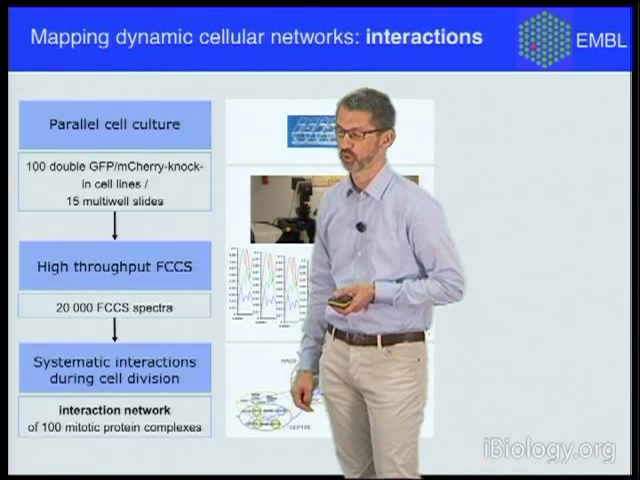 Mapping dynamic cellular networks: interactions
EMBL
Parallel cell culture
100 double GFP/mCherry-knock-
in cell lines /
15 multiwell slides
High throughput FCCS
20 000 FCCS spectra
Systematic interactions
during cell division
interaction network
of 100 mitotic protein complexes
iBiology.org